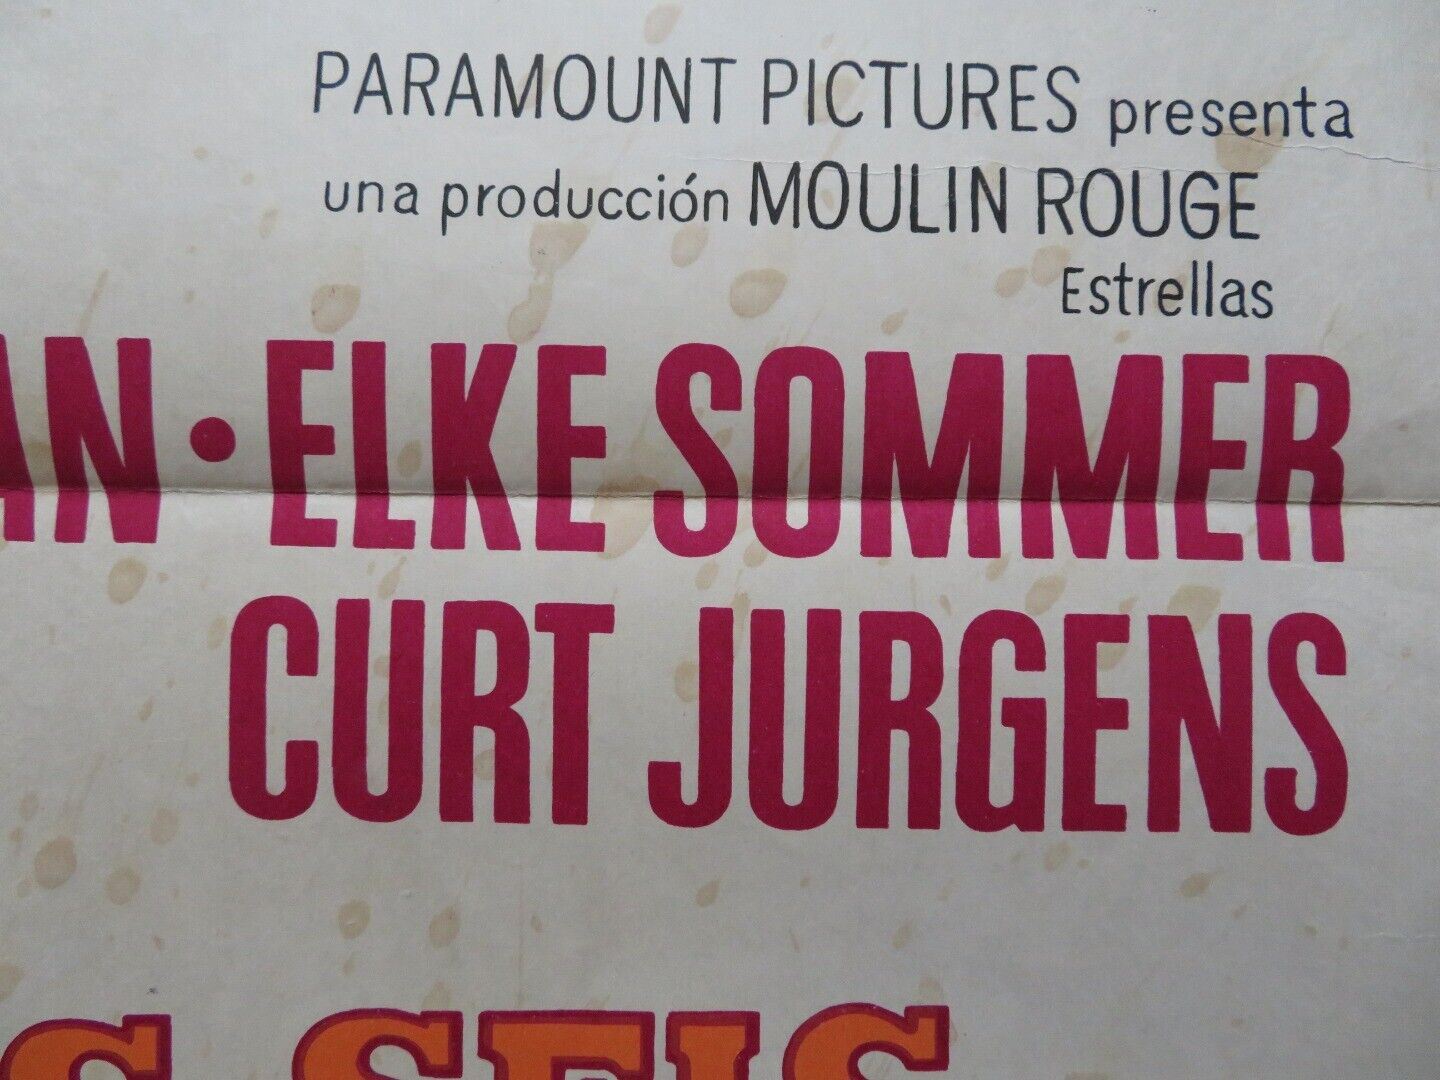 PARAMOUNT PICTURES presenta
una producción MOULIN ROUGE
Estrellas
AN • ELKE SOMMER
CURT JURGENS
S SEIS